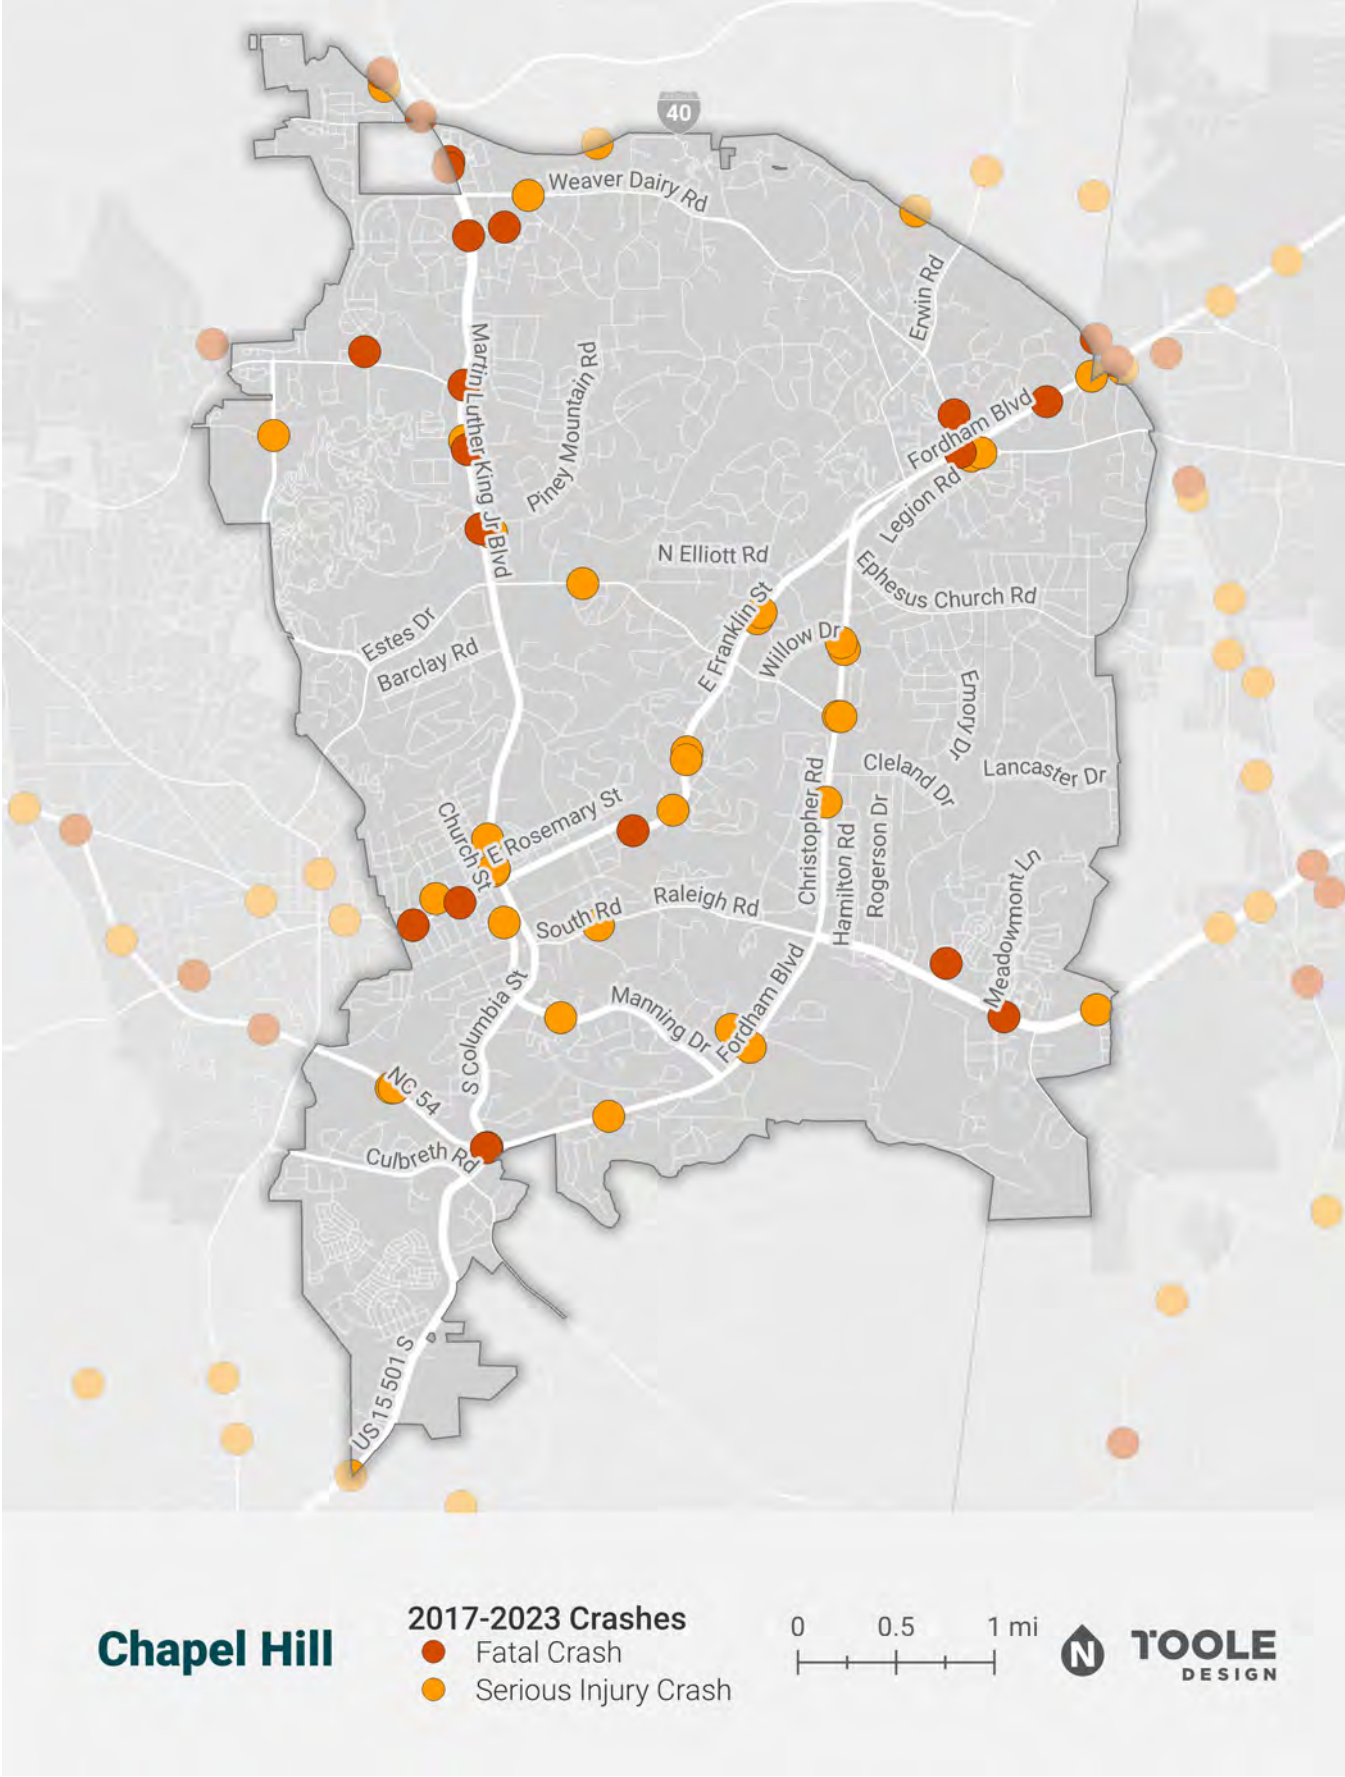 40
Weaver Dairy Rd
Erwin Rd
Martin Luther King Jr Blvd
Piney Mountain Rd
Fordham Blvd
Legion Rd
N Elliott Rd
Ephesus Church Rd
E Franklin St
Willow Dr
Estes Dr
Barclay Rd
Emory Dr
Cleland Dr
Lancaster Dr
Christopher Rd
Hamilton Rd
Rogerson Dr
Church St
E Rosemary St
Raleigh Rd
South Rd
Meadowmont Ln
S Columbia St
Manning Dr
Fordham Blvd
NC 54
Culbreth Rd
US 15 501 S
Chapel Hill
2017-2023 Crashes
Fatal Crash
Serious Injury Crash
0 0.5 1 mi
N
TOOLE
DESIGN